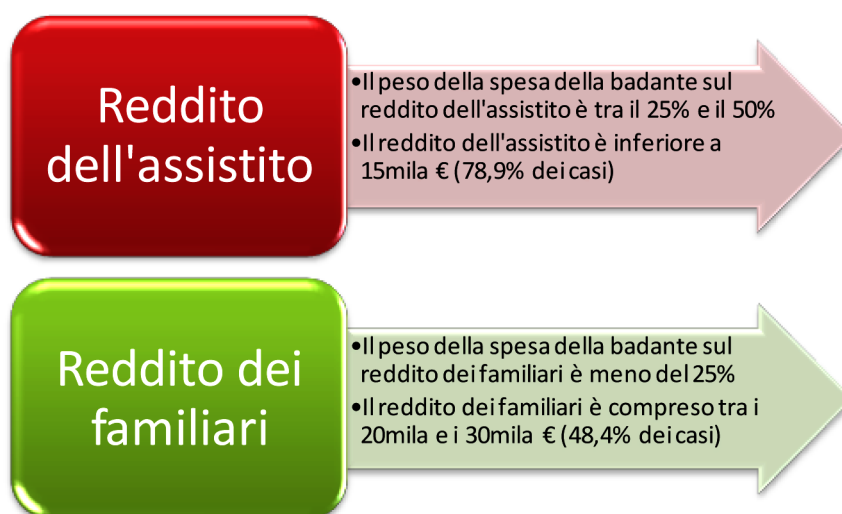 Reddito
dell'assistito
•Il peso della spesa della badante sul
reddito dell'assistito è tra il 25% e il 50%
•Il reddito dell'assistito è inferiore a
15mila € (78,9% dei casi)
Reddito dei
familiari
•Il peso della spesa della badante sul
reddito dei familiari è meno del 25%
•Il reddito dei familiari è compreso tra i
20mila e i 30mila € (48,4% dei casi)